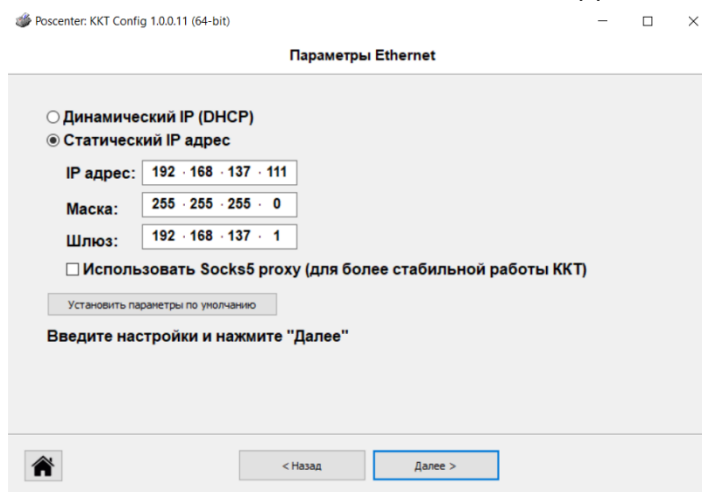 Poscenter: KKT Config 1.0.0.11 (64-bit)
Параметры Ethernet
Динамический IP (DHCP)
Статический IP адрес
IP адрес: 192 . 168 . 137 . 111
Маска: 255 . 255 . 255 . 0
Шлюз: 192 . 168 . 137 . 1
Использовать Socks5 proxy (для более стабильной работы ККТ)
Установить параметры по умолчанию
Введите настройки и нажмите "Далее"
< Назад Далее >